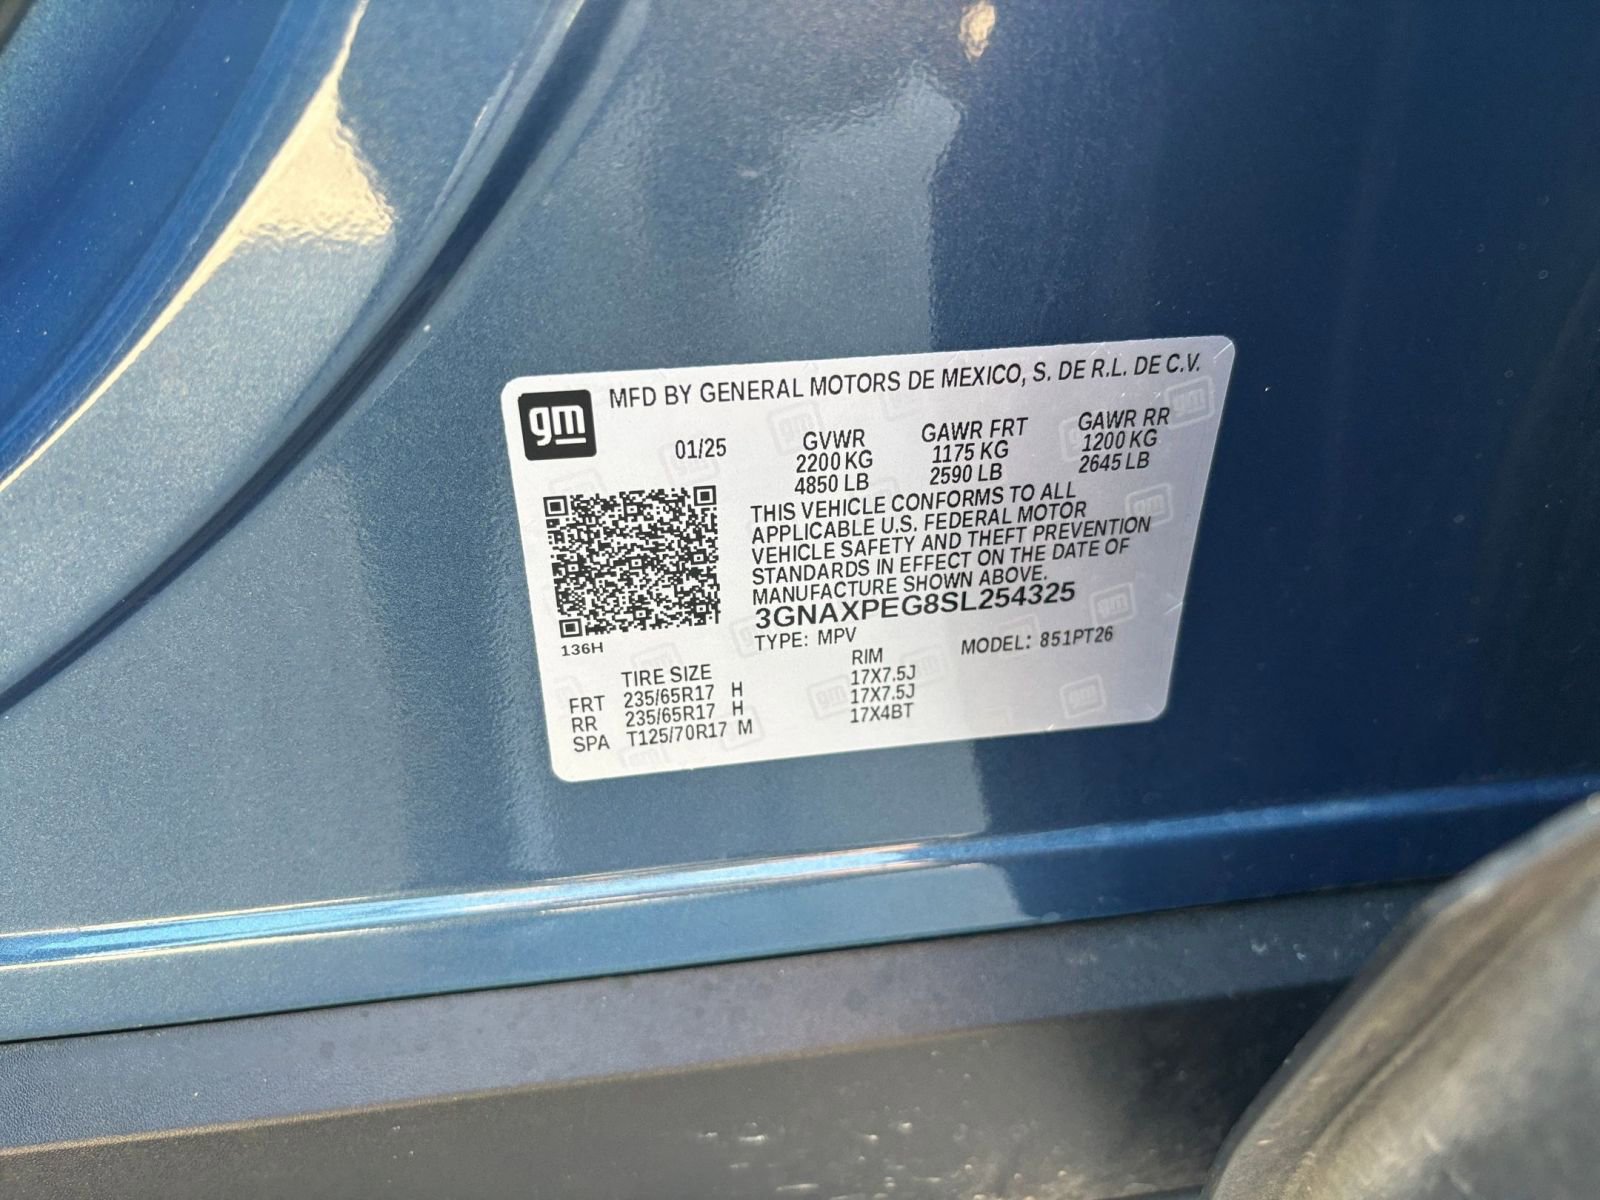 gm
MFD BY GENERAL MOTORS DE MEXICO, S. DE R.L. DE C.V.
01/25 GVWR GAWR FRT GAWR RR
2200 KG 1175 KG 1200 KG
4850 LB 2590 LB 2645 LB
THIS VEHICLE CONFORMS TO ALL
APPLICABLE U.S. FEDERAL MOTOR
VEHICLE SAFETY AND THEFT PREVENTION
STANDARDS IN EFFECT ON THE DATE OF
MANUFACTURE SHOWN ABOVE.
3GNAXPEG8SL254325
TYPE: MPV MODEL: 851PT26
136H
TIRE SIZE RIM
FRT 235/65R17 H 17X7.5J
RR 235/65R17 H 17X7.5J
SPA T125/70R17 M 17X4BT